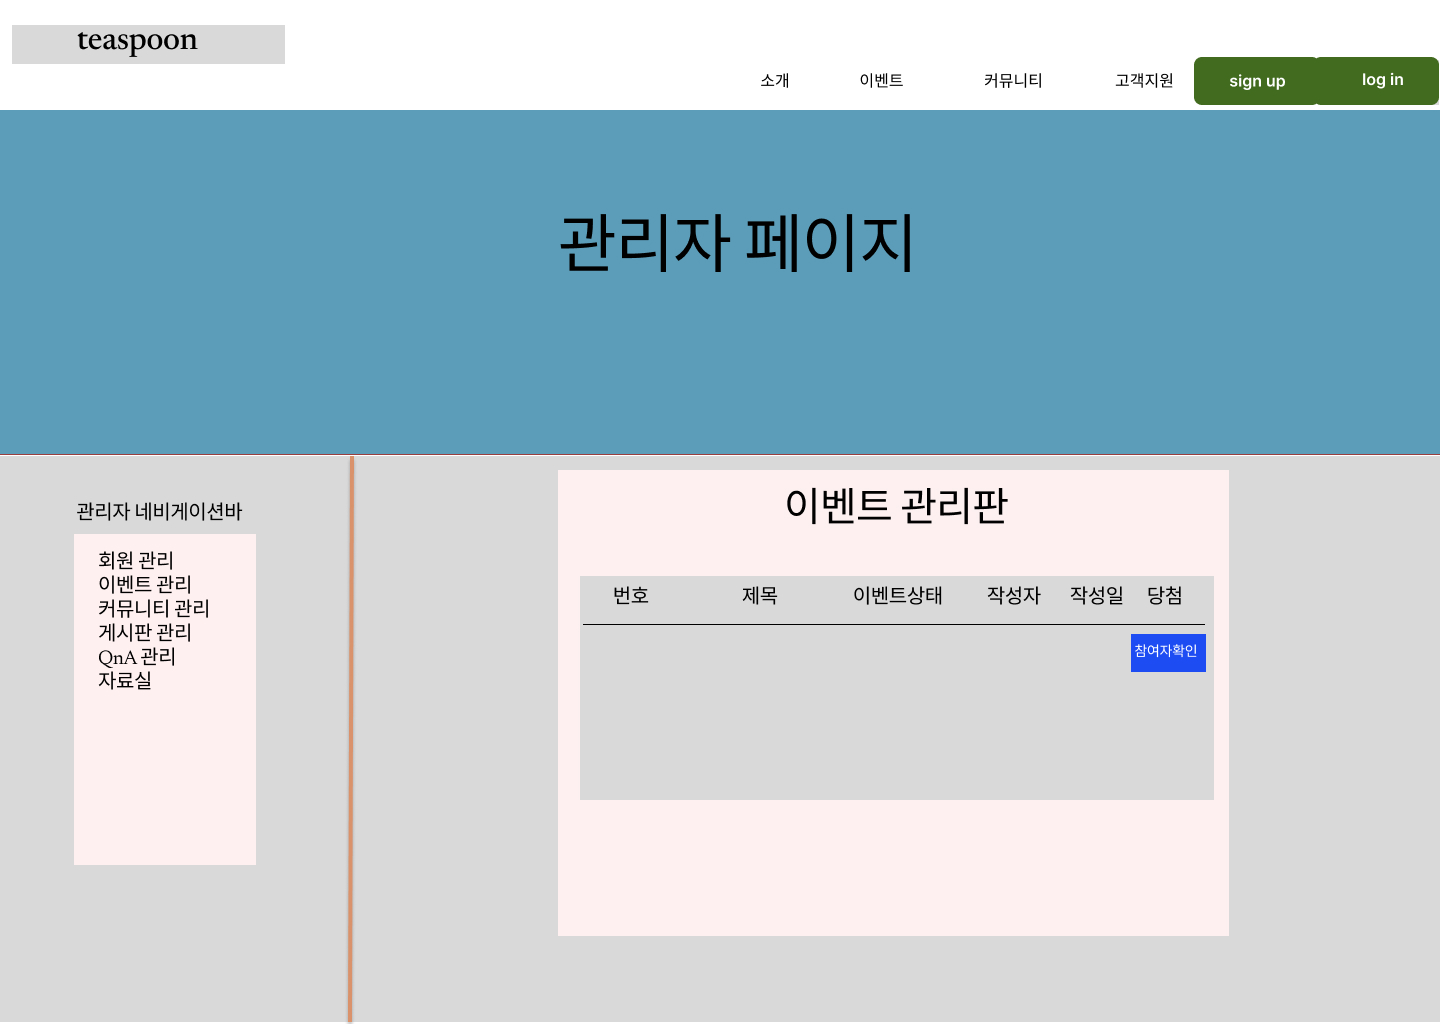 teaspoon
소개 이벤트 커뮤니티 고객지원 sign up log in
관리자 페이지
관리자 네비게이션바
회원 관리
이벤트 관리
커뮤니티 관리
게시판 관리
QnA 관리
자료실
이벤트 관리판
번호 제목 이벤트상태 작성자 작성일 당첨
참여자확인